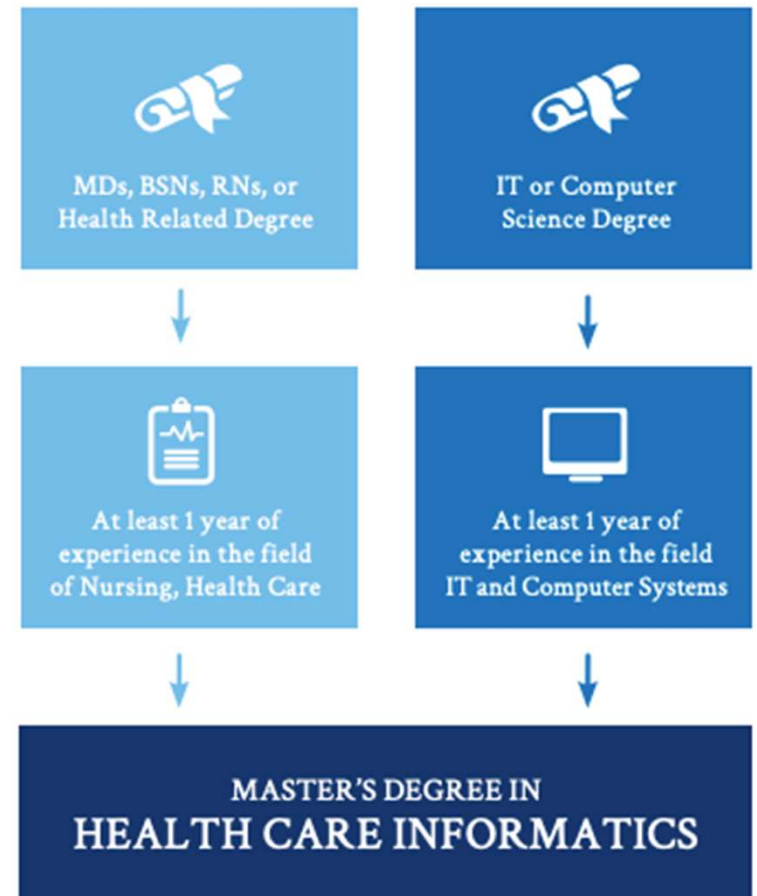 MDs, BSNs, RNs, or
Health Related Degree
IT or Computer
Science Degree
At least 1 year of
experience in the field
of Nursing, Health Care
At least 1 year of
experience in the field
IT and Computer Systems
MASTER'S DEGREE IN
HEALTH CARE INFORMATICS